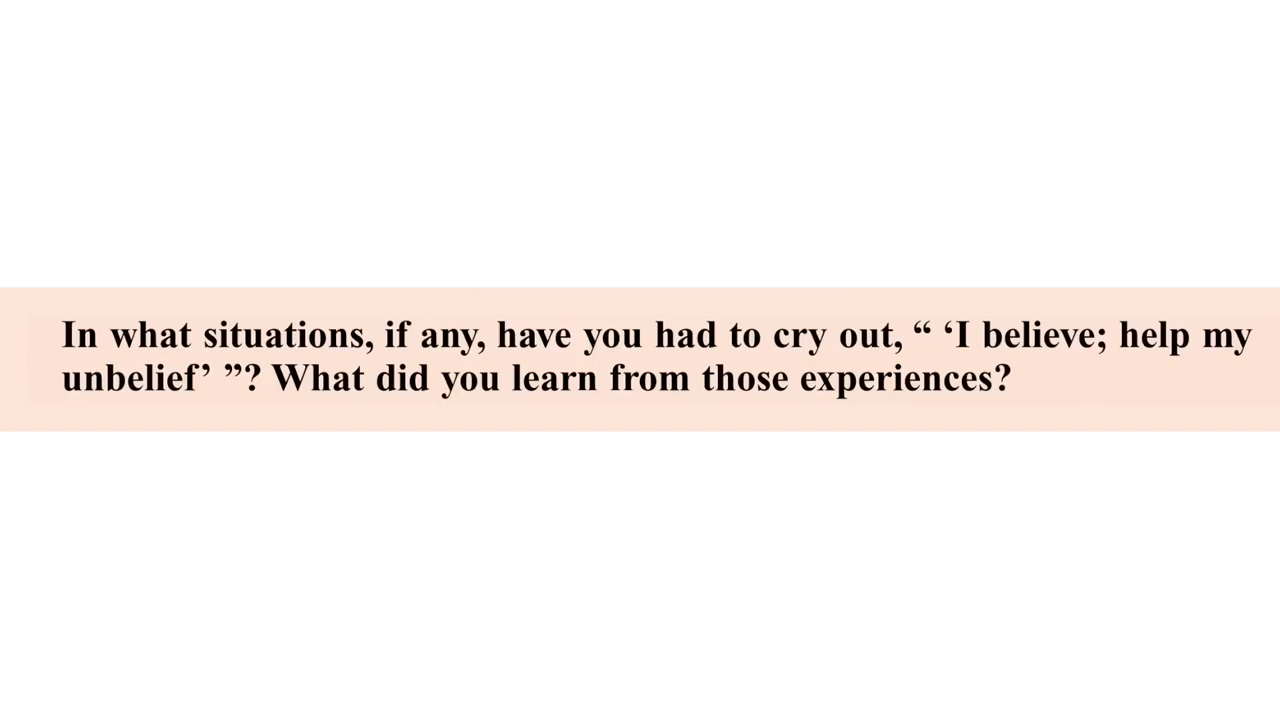 In what situations, if any, have you had to cry out, “ ‘I believe; help my
unbelief’ ”? What did you learn from those experiences?